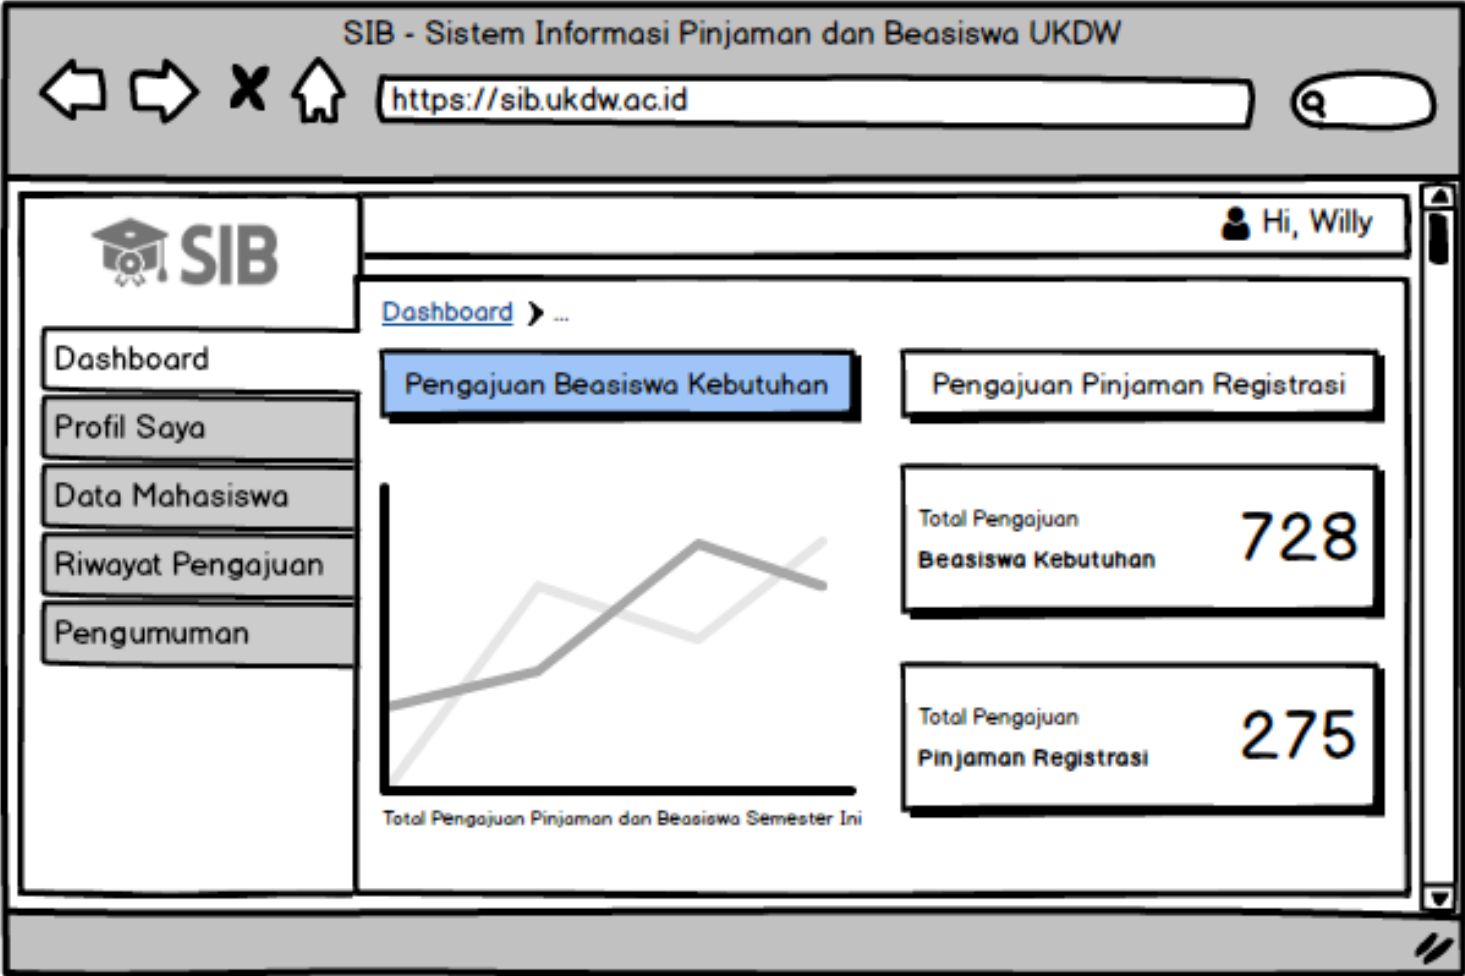 SIB - Sistem Informasi Pinjaman dan Beasiswa UKDW
https://sib.ukdw.ac.id
SIB
Hi, Willy
Dashboard
Profil Saya
Data Mahasiswa
Riwayat Pengajuan
Pengumuman
Dashboard ...
Pengajuan Beasiswa Kebutuhan
Pengajuan Pinjaman Registrasi
Total Pengajuan
Beasiswa Kebutuhan
728
Total Pengajuan
Pinjaman Registrasi
275
Total Pengajuan Pinjaman dan Beasiswa Semester Ini